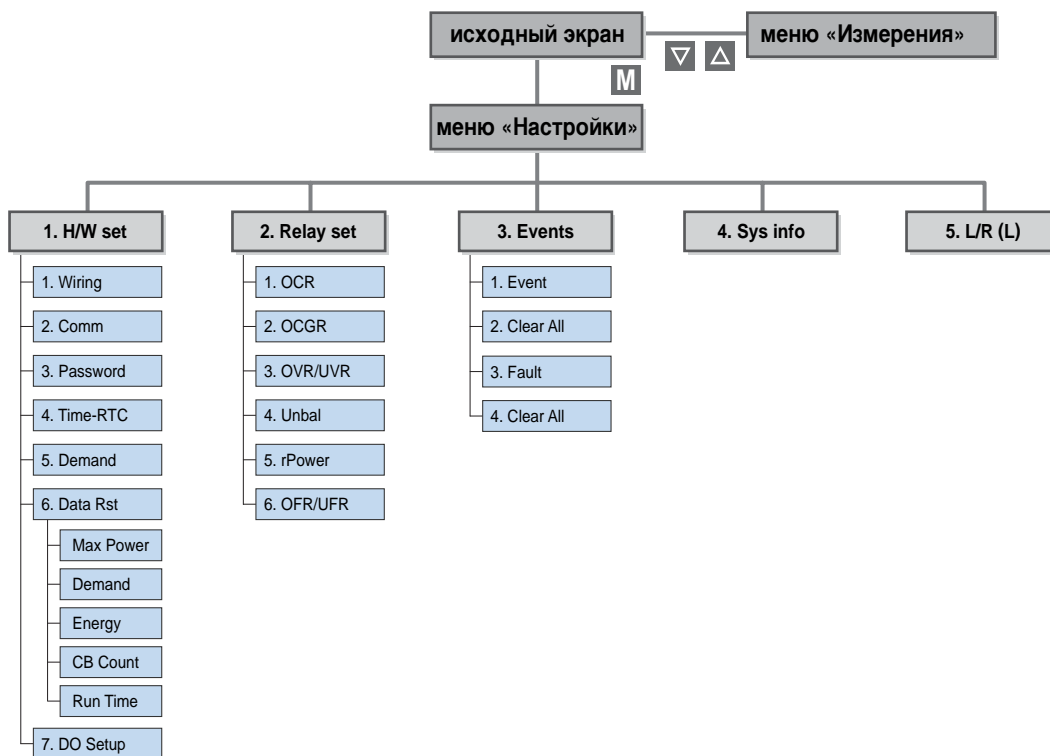 исходный экран
меню «Измерения»
M
меню «Настройки»
1. H/W set
1. Wiring
2. Comm
3. Password
4. Time-RTC
5. Demand
6. Data Rst
Max Power
Demand
Energy
CB Count
Run Time
7. DO Setup
2. Relay set
1. OCR
2. OCGR
3. OVR/UVR
4. Unbal
5. rPower
6. OFR/UFR
3. Events
1. Event
2. Clear All
3. Fault
4. Clear All
4. Sys info
5. L/R (L)